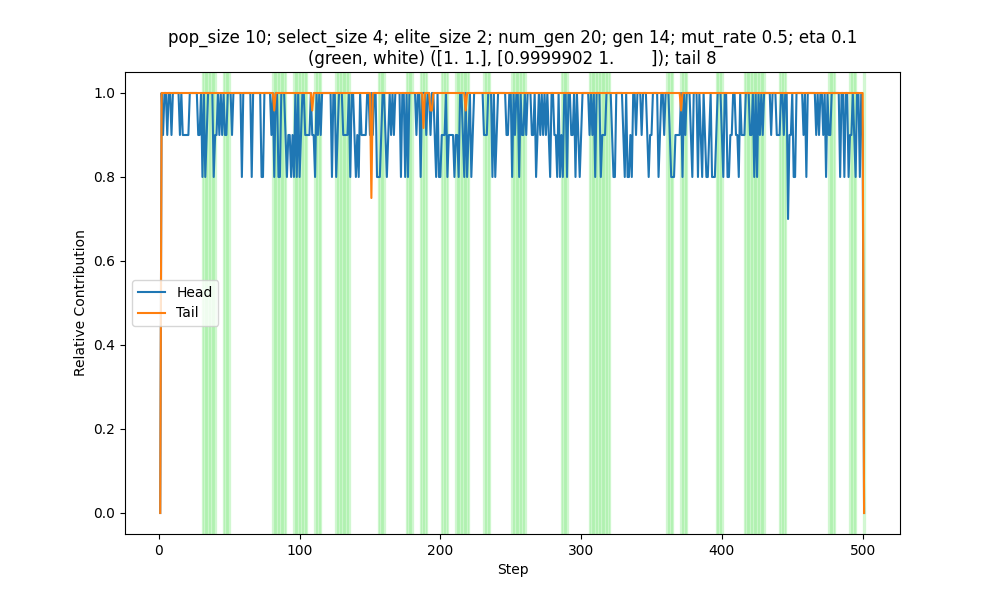 pop_size 10; select_size 4; elite_size 2; num_gen 20; gen 14; mut_rate 0.5; eta 0.1
(green, white) ([1. 1.], [0.9999902 1.        ]); tail 8
1.0
0.8
0.6
0.4
0.2
0.0
Relative Contribution
Head
Tail
0
100
200
300
400
500
Step